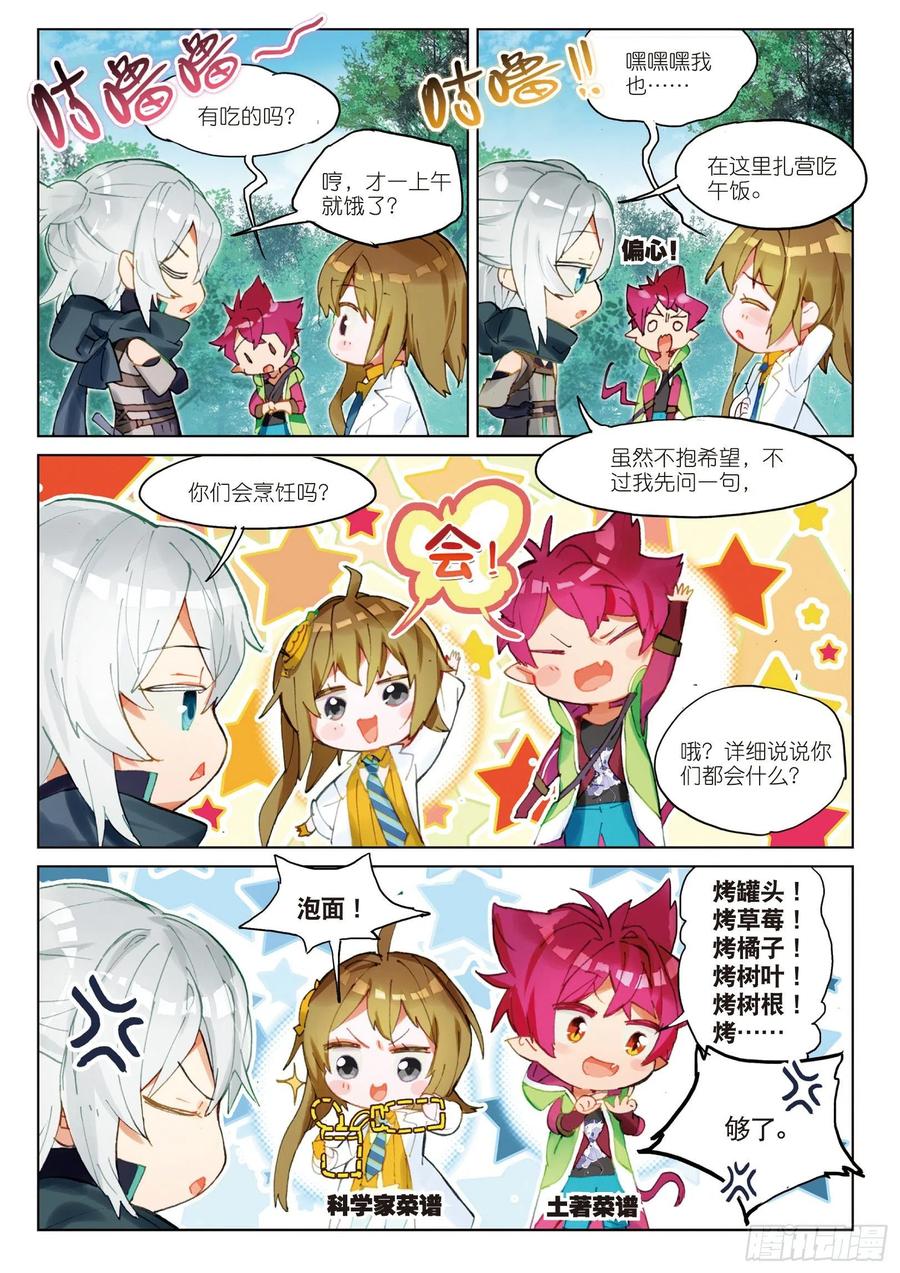 咕噜噜～
有吃的吗？
哼，才一上午
就饿了？
咕噜！！
嘿嘿嘿我
也……
在这里扎营吃
午饭。
偏心！
虽然不抱希望，不
过我先问一句，
你们会烹饪吗？
会！
哦？详细说说你
们都会什么？
泡面！
烤罐头！
烤草莓！
烤橘子！
烤树叶！
烤树根！
烤……
够了。
科学家菜谱
土著菜谱
腾讯动漫